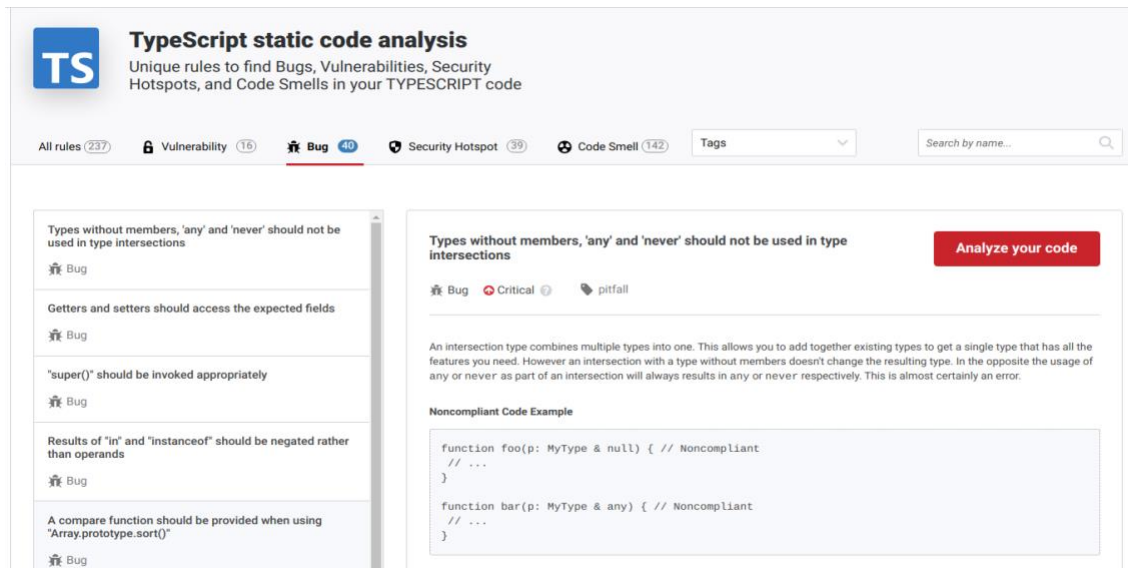 TS
TypeScript static code analysis
Unique rules to find Bugs, Vulnerabilities, Security
Hotspots, and Code Smells in your TYPESCRIPT code
All rules 237 Vulnerability 16 Bug 40 Security Hotspot 39 Code Smell 142 Tags Search by name...
Types without members, 'any' and 'never' should not be
used in type intersections
Bug
Getters and setters should access the expected fields
Bug
"super()" should be invoked appropriately
Bug
Results of "in" and "instanceof" should be negated rather
than operands
Bug
A compare function should be provided when using
"Array.prototype.sort()"
Bug
Types without members, 'any' and 'never' should not be used in type
intersections
Analyze your code
Bug Critical ? pitfall
An intersection type combines multiple types into one. This allows you to add together existing types to get a single type that has all the
features you need. However an intersection with a type without members doesn't change the resulting type. In the opposite the usage of
any or never as part of an intersection will always results in any or never respectively. This is almost certainly an error.
Noncompliant Code Example
function foo(p: MyType & null) { // Noncompliant
// ...
}
function bar(p: MyType & any) { // Noncompliant
// ...
}